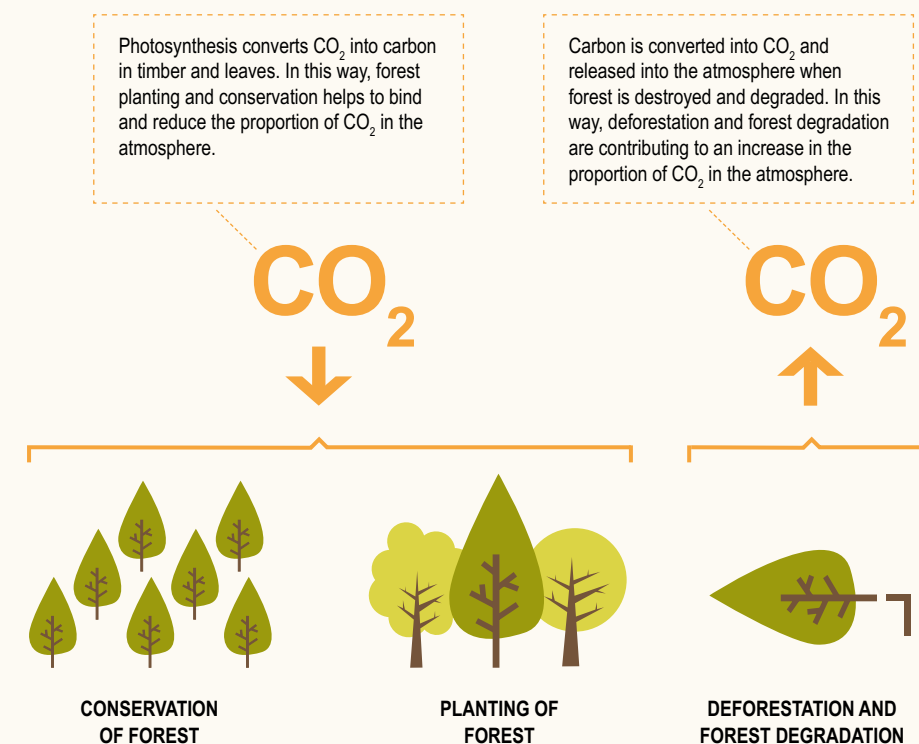 Photosynthesis converts CO₂ into carbon
in timber and leaves. In this way, forest
planting and conservation helps to bind
and reduce the proportion of CO₂ in the
atmosphere.
Carbon is converted into CO₂ and
released into the atmosphere when
forest is destroyed and degraded. In this
way, deforestation and forest degradation
are contributing to an increase in the
proportion of CO₂ in the atmosphere.
CO₂
CO₂
CONSERVATION
OF FOREST
PLANTING OF
FOREST
DEFORESTATION AND
FOREST DEGRADATION